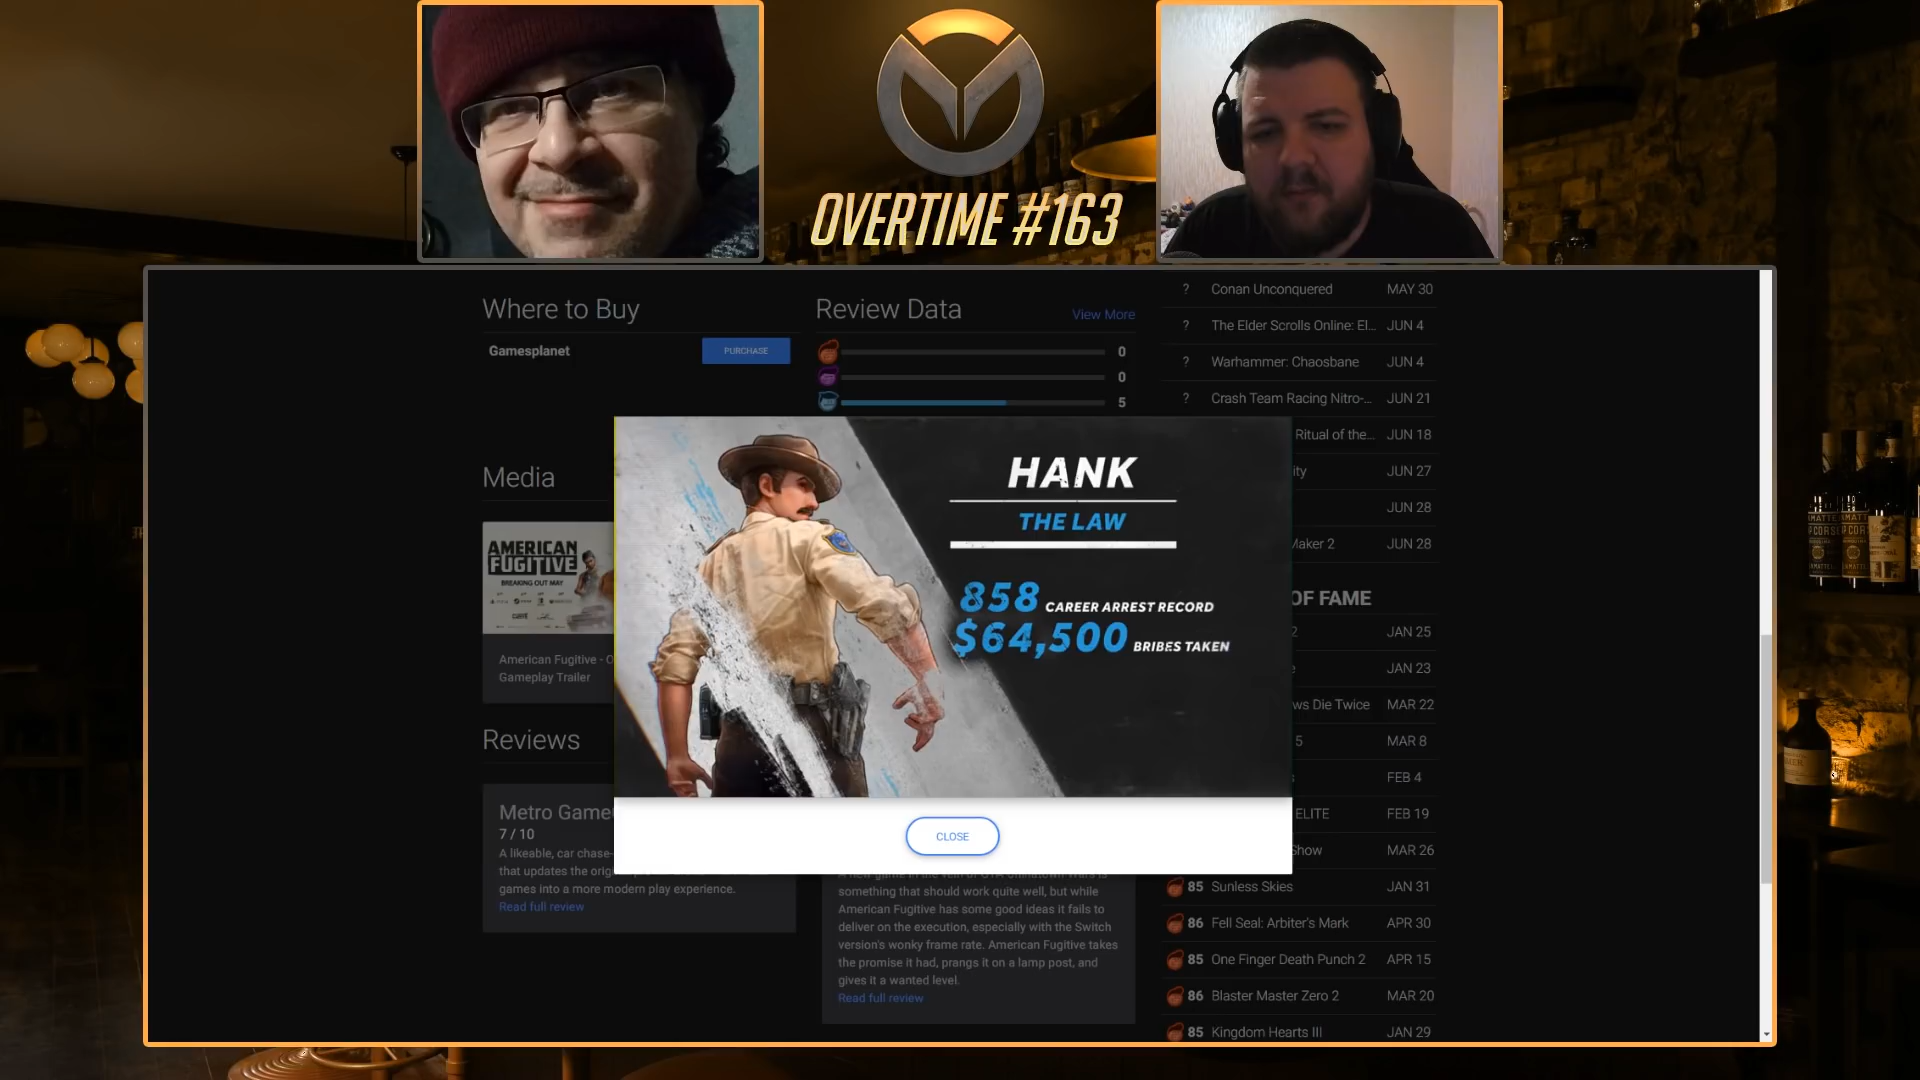 OVERTIME #163
Where to Buy
Gamesplanet
PURCHASE
Review Data
View More
0
0
5
Media
AMERICAN
FUGITIVE
BREAKING OUT MAY
American Fugitive - O
Gameplay Trailer
HANK
THE LAW
858 CAREER ARREST RECORD
$64,500 BRIBES TAKEN
CLOSE
Reviews
Metro Game
7 / 10
A likeable, car chase-
that updates the orig
games into a more modern play experience.
Read full review
something that should work quite well, but while
American Fugitive has some good ideas it fails to
deliver on the execution, especially with the Switch
version's wonky frame rate. American Fugitive takes
the promise it had, prangs it on a lamp post, and
gives it a wanted level.
Read full review
? Conan Unconquered MAY 30
? The Elder Scrolls Online: El... JUN 4
? Warhammer: Chaosbane JUN 4
? Crash Team Racing Nitro-... JUN 21
Ritual of the... JUN 18
ity JUN 27
JUN 28
Maker 2 JUN 28
OF FAME
2 JAN 25
e JAN 23
ws Die Twice MAR 22
5 MAR 8
s FEB 4
ELITE FEB 19
Show MAR 26
85 Sunless Skies JAN 31
86 Fell Seal: Arbiter's Mark APR 30
85 One Finger Death Punch 2 APR 15
86 Blaster Master Zero 2 MAR 20
85 Kingdom Hearts III JAN 29